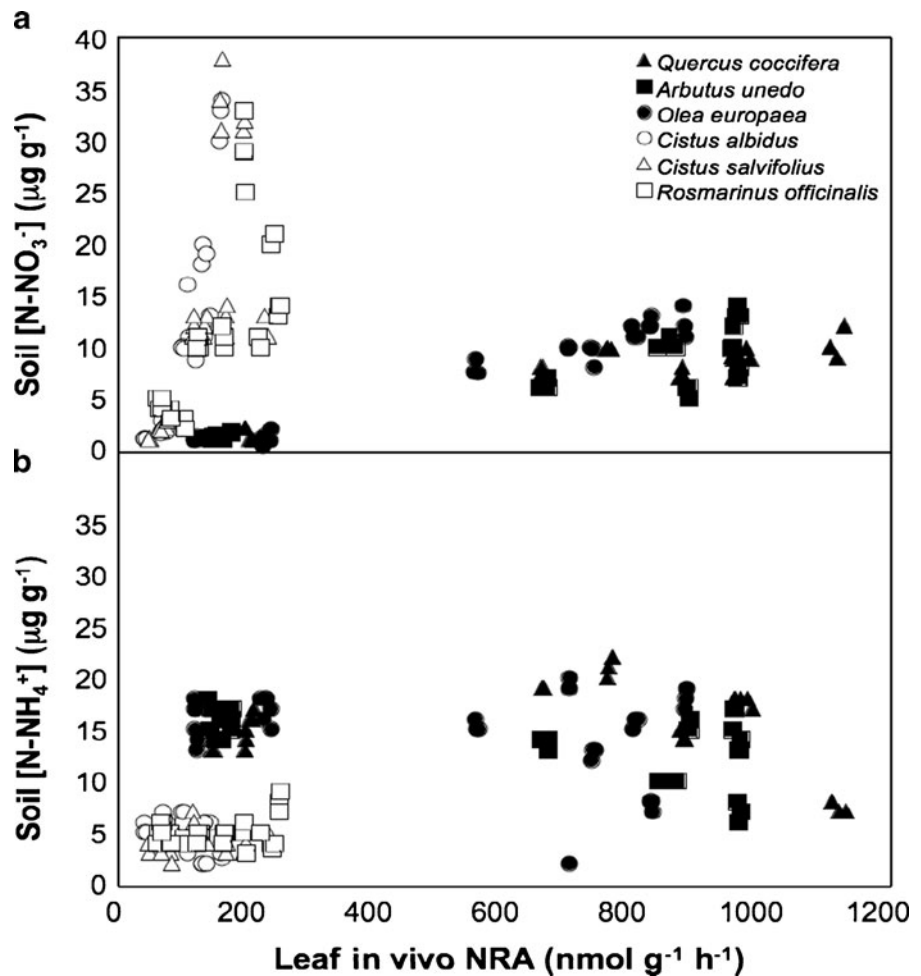 a
40
35
30
25
20
15
10
5
0
Soil [N-NO₃⁻] (µg g⁻¹)
Quercus coccifera
Arbutus unedo
Olea europaea
Cistus albidus
Cistus salvifolius
Rosmarinus officinalis
b
35
30
25
20
15
10
5
0
Soil [N-NH₄⁺] (µg g⁻¹)
0 200 400 600 800 1000 1200
Leaf in vivo NRA (nmol g⁻¹ h⁻¹)